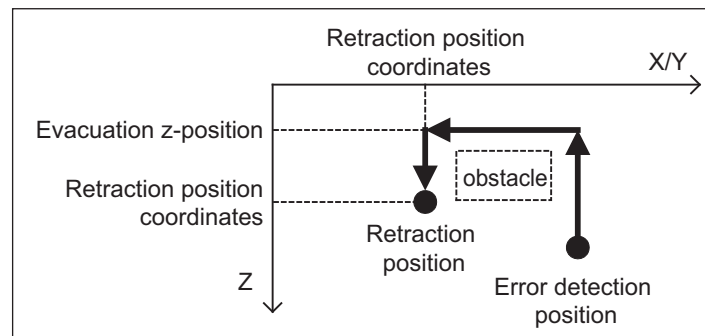 Retraction position
coordinates
X/Y
Evacuation z-position
obstacle
Retraction position
coordinates
Retraction
position
Z
Error detection
position